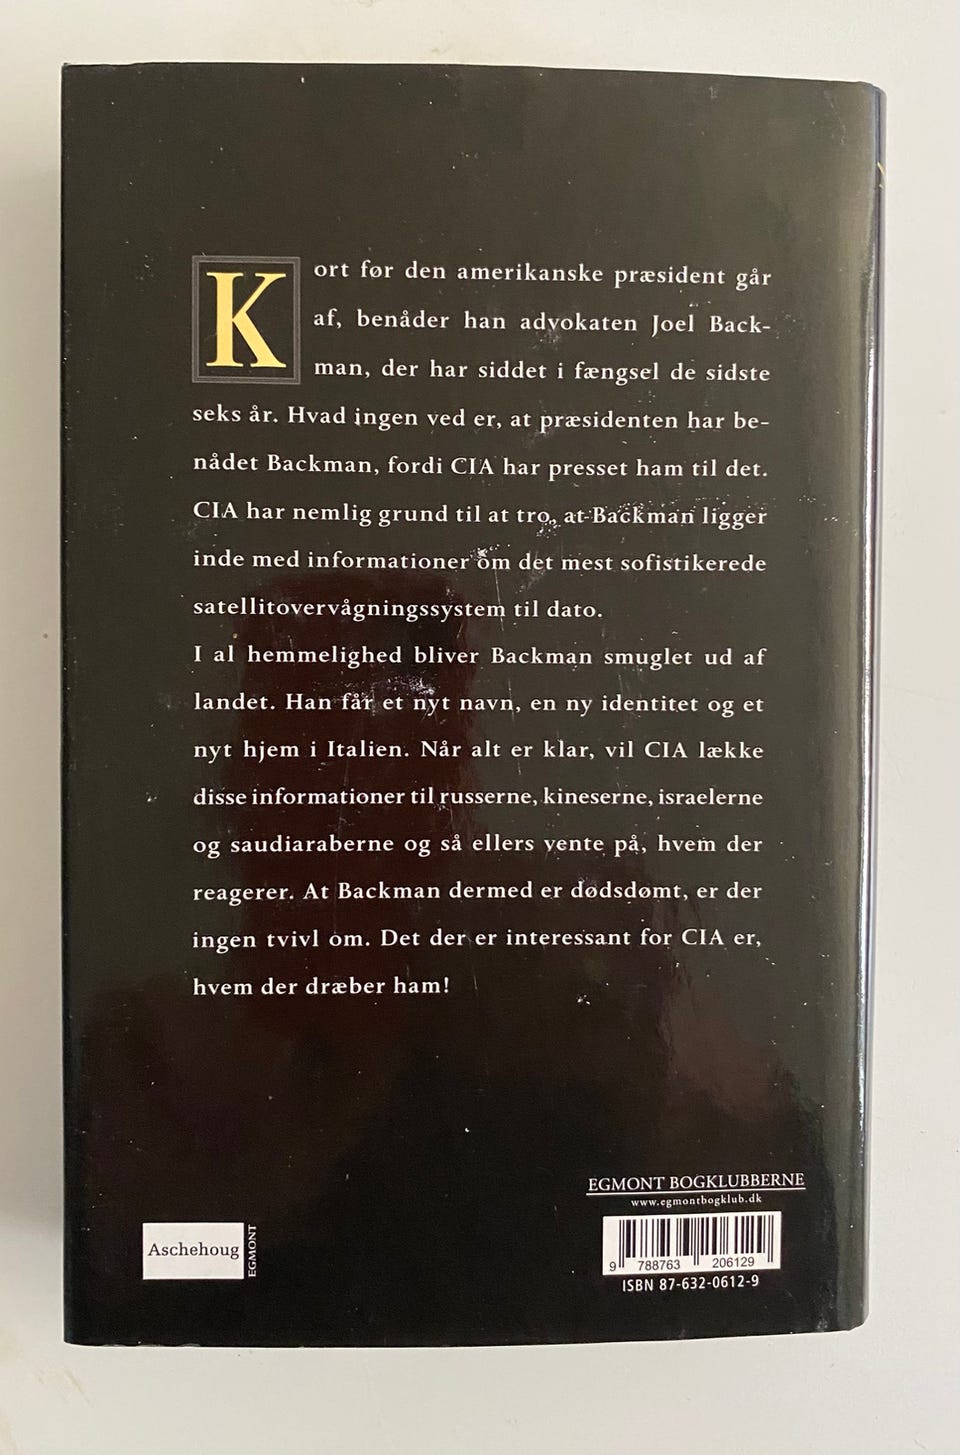 Kort før den amerikanske præsident går
af, benåder han advokaten Joel Back-
man, der har siddet i fængsel de sidste
seks år. Hvad ingen ved er, at præsidenten har be-
nådet Backman, fordi CIA har presset ham til det.
CIA har nemlig grund til at tro, at Backman ligger
inde med informationer om det mest sofistikerede
satellitovervågningssystem til dato.
I al hemmelighed bliver Backman smuglet ud af
landet. Han får et nyt navn, en ny identitet og et
nyt hjem i Italien. Når alt er klar, vil CIA lække
disse informationer til russerne, kineserne, israelerne
og saudiaraberne og så ellers vente på, hvem der
reagerer. At Backman dermed er dødsdømt, er der
ingen tvivl om. Det der er interessant for CIA er,
hvem der dræber ham!
EGMONT BOGKLUBBERNE
www.egmontbogklub.dk
Aschehoug
EGMONT
9 788763 206129
ISBN 87-632-0612-9